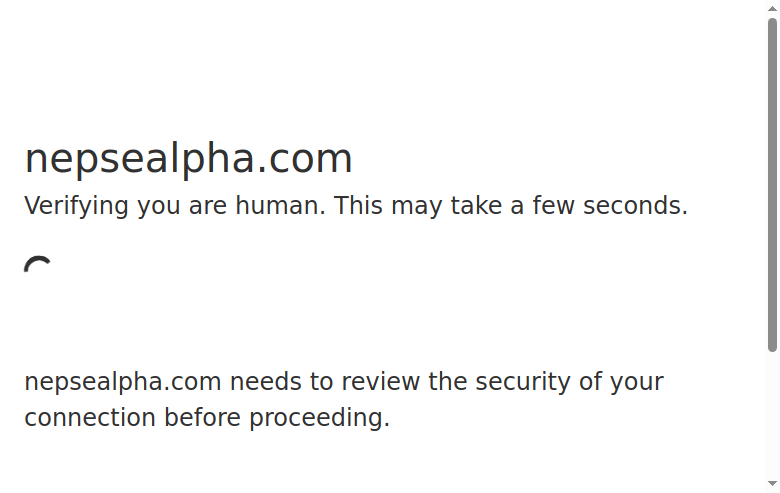 nepsealpha.com
Verifying you are human. This may take a few seconds.
nepsealpha.com needs to review the security of your
connection before proceeding.